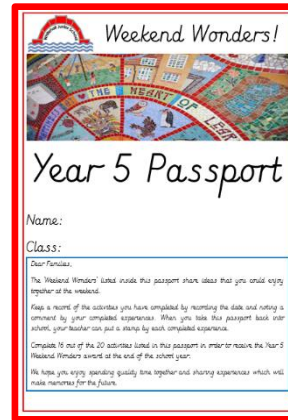 Weekend Wonders!
THE HEART OF LEAR
Year 5 Passport
Name:
Class:
Dear Families,
The Weekend Wonders' listed inside this passport share ideas that you could enjoy
together at the weekend.
Keep a record of the activities you have completed by recording the date and noting a
comment by your completed experiences. When you take this passport back into
school, your teacher can put a stamp by each completed experience.
Complete 16 out of the 20 activities listed in this passport in order to receive the Year 5
Weekend Wonders award at the end of the school year.
We hope you enjoy spending quality time together and sharing experiences which will
make memories for the future.